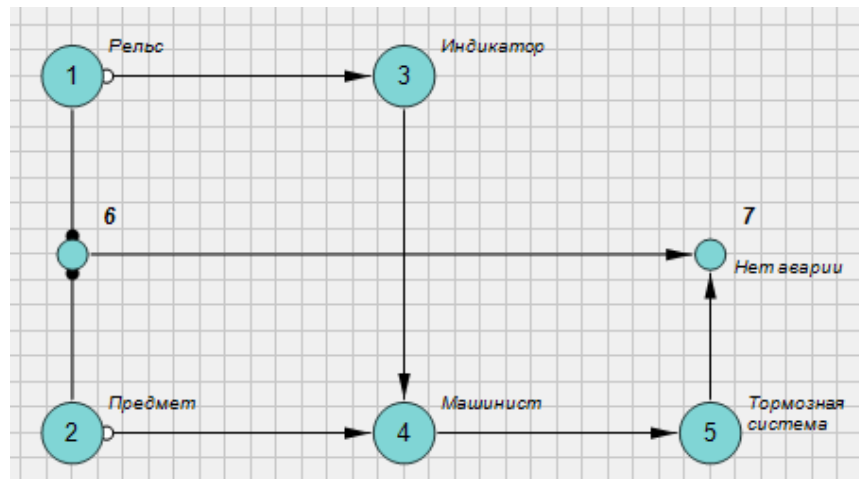 Рельс
Индикатор
1
3
6
7
Нет аварии
Предмет
Машинист
Тормозная
система
2
4
5